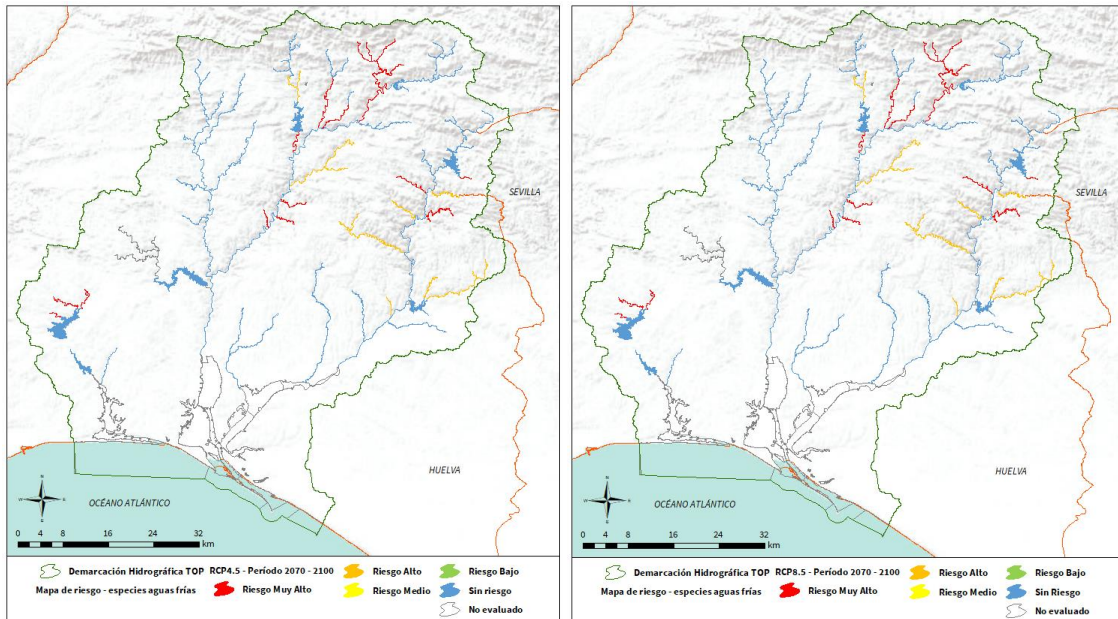 SEVILLA
HUELVA
OCÉANO ATLÁNTICO
0 4 8 16 24 32
km
Demarcación Hidrográfica TOP RCP4.5 - Período 2070 - 2100 Riesgo Alto Riesgo Bajo
Mapa de riesgo - especies aguas frías Riesgo Muy Alto Riesgo Medio Sin riesgo
No evaluado
SEVILLA
HUELVA
OCÉANO ATLÁNTICO
0 4 8 16 24 32
km
Demarcación Hidrográfica TOP RCP8.5 - Período 2070 - 2100 Riesgo Alto Riesgo Bajo
Mapa de riesgo - especies aguas frías Riesgo Muy Alto Riesgo Medio Sin Riesgo
No evaluado